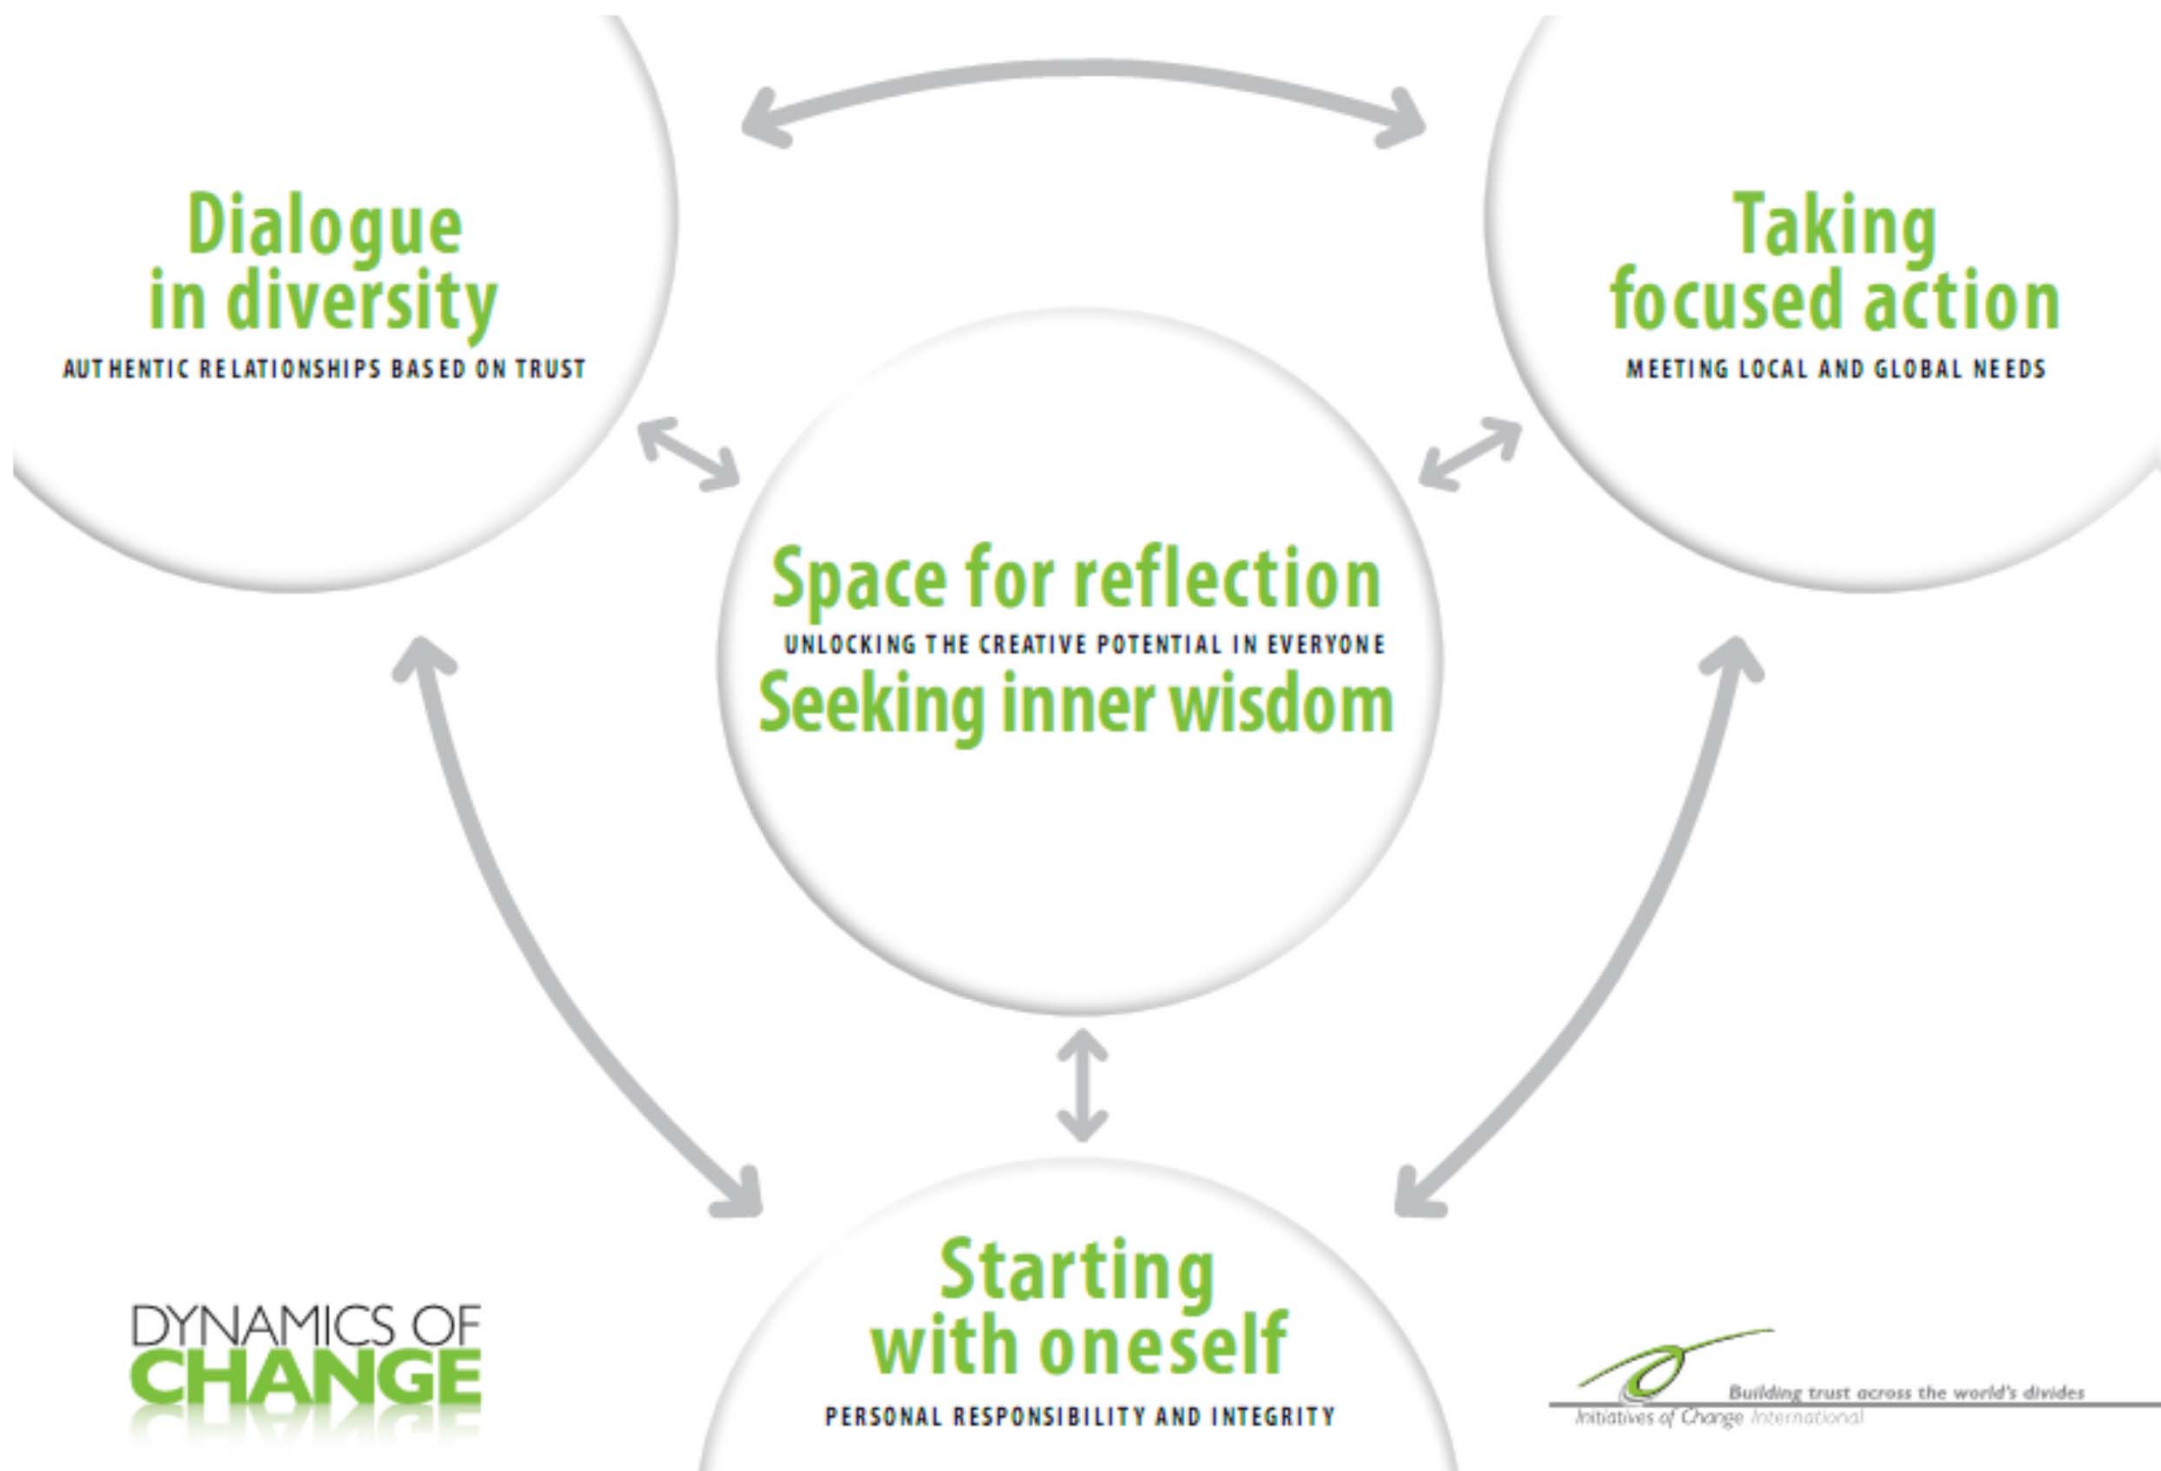 Dialogue
in diversity
AUTHENTIC RELATIONSHIPS BASED ON TRUST
Taking
focused action
MEETING LOCAL AND GLOBAL NEEDS
Space for reflection
UNLOCKING THE CREATIVE POTENTIAL IN EVERYONE
Seeking inner wisdom
Starting
with oneself
PERSONAL RESPONSIBILITY AND INTEGRITY
DYNAMICS OF
CHANGE
Building trust across the world's divides
Initiatives of Change International